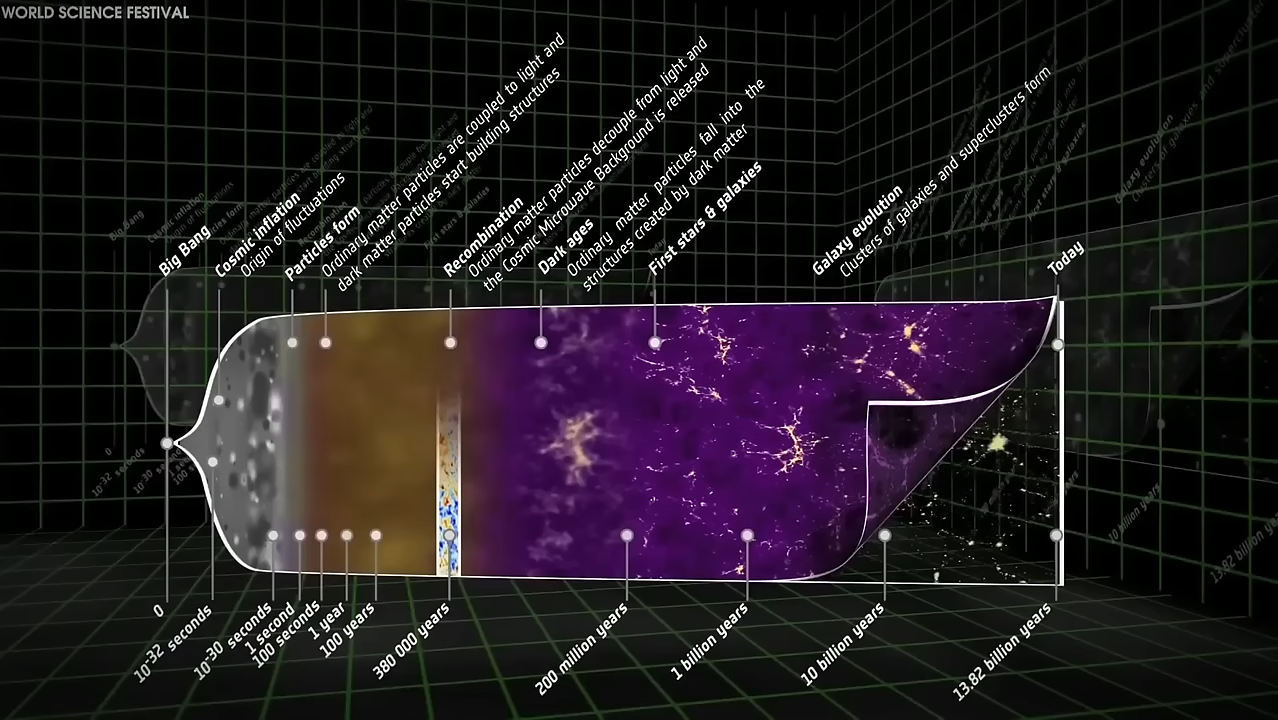 WORLD SCIENCE FESTIVAL
Big Bang
Cosmic inflation
Origin of fluctuations
Particles form
Ordinary matter particles are coupled to light and
dark matter particles start building structures
Recombination
Ordinary matter particles decouple from light and
the Cosmic Microwave Background is released
Dark ages
Ordinary matter particles fall into the
structures created by dark matter
First stars & galaxies
Galaxy evolution
Clusters of galaxies and superclusters form
Today
0
10-32 seconds
10-30 seconds
1 second
100 seconds
1 year
100 years
380 000 years
200 million years
1 billion years
10 billion years
13.82 billion years